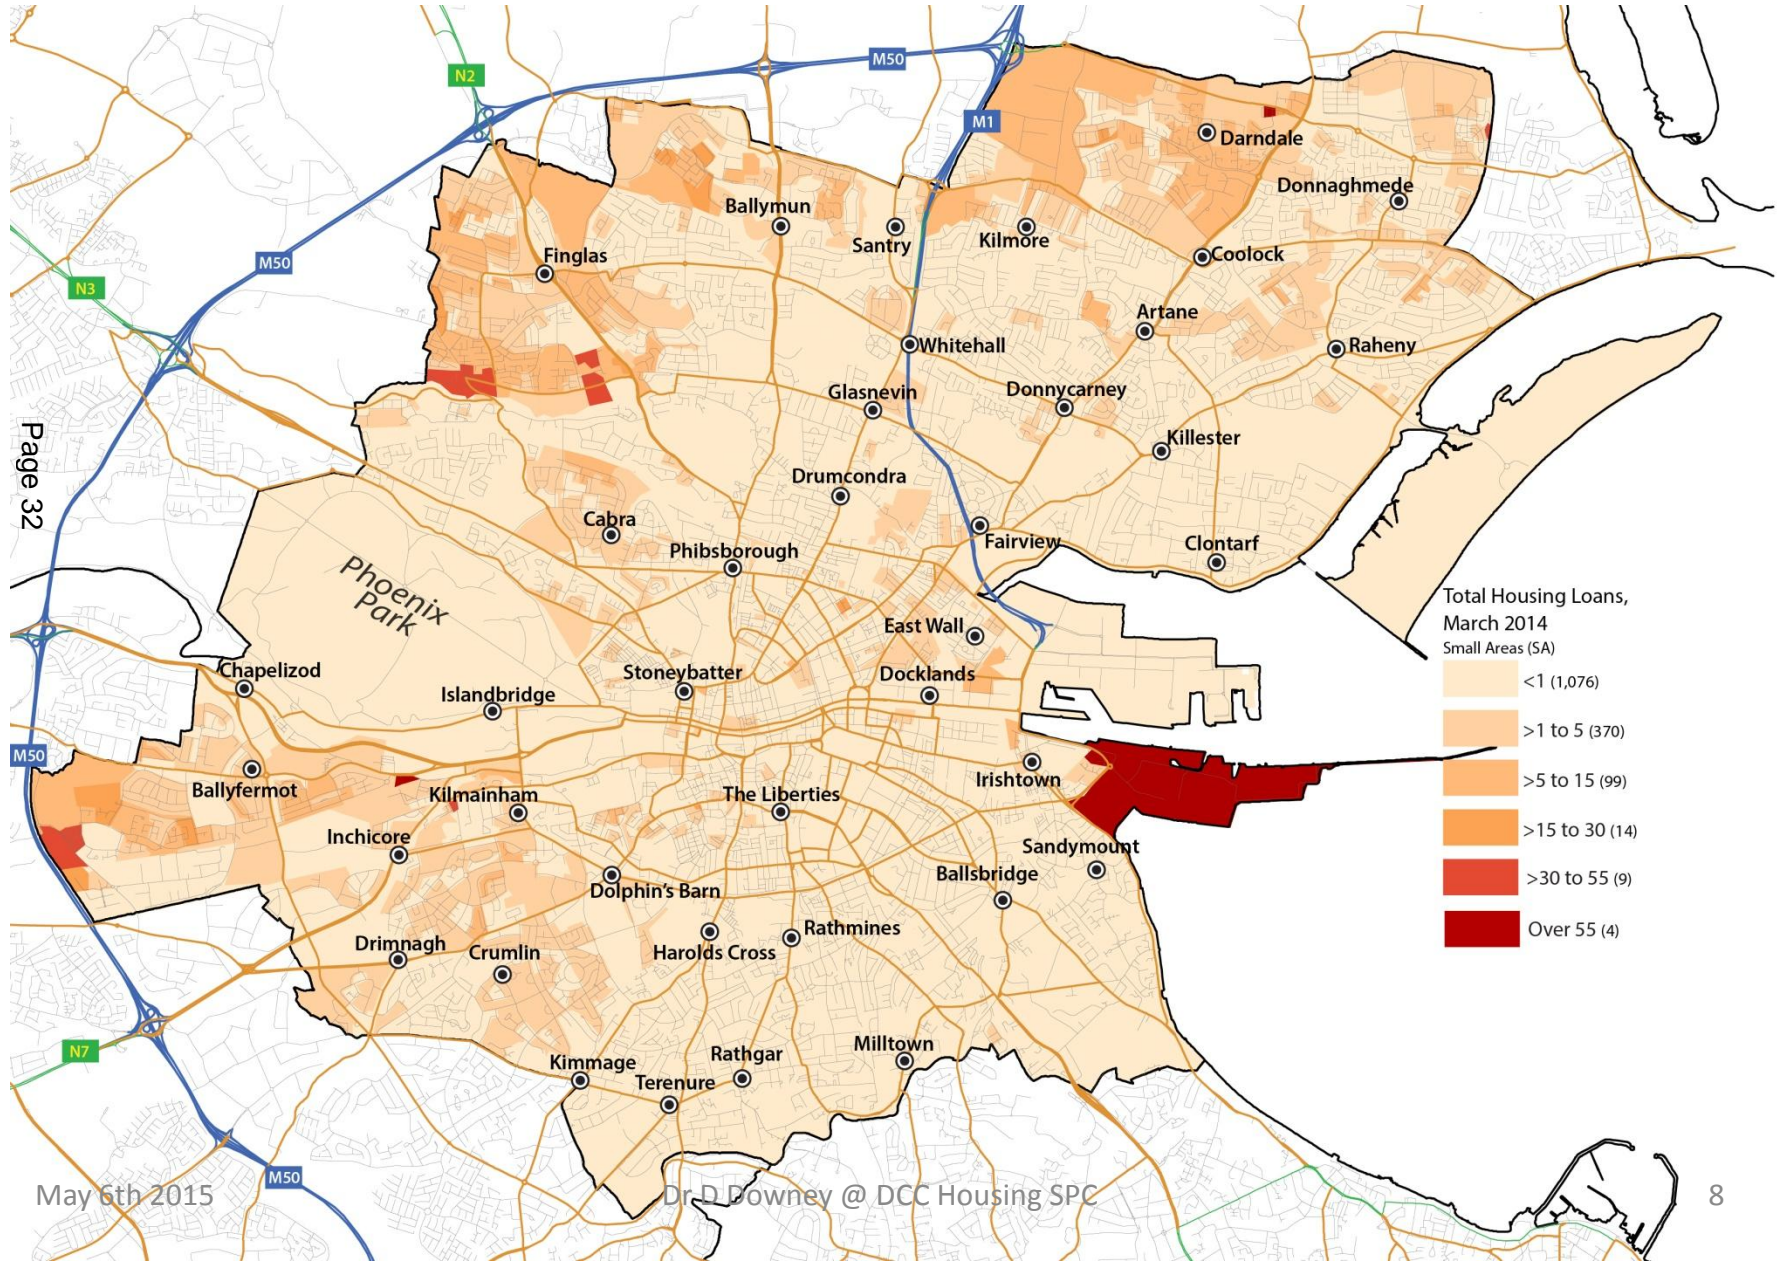 M50
N2
M1
Darndale
Donnaghmede
Ballymun
Santry
Kilmore
Coolock
Finglas
M50
N3
Artane
Whitehall
Raheny
Glasnevin
Donnycarney
Killester
Page 32
Drumcondra
Cabra
Phibsborough
Fairview
Clontarf
Phoenix
Park
East Wall
Chapelizod
Islandbridge
Stoneybatter
Docklands
M50
Ballyfermot
Kilmainham
The Liberties
Irishtown
Inchicore
Dolphin's Barn
Sandymount
Ballsbridge
Drimnagh
Crumlin
Harolds Cross
Rathmines
N7
Kimmage
Terenure
Rathgar
Milltown
M50
Total Housing Loans,
March 2014
Small Areas (SA)
<1 (1,076)
>1 to 5 (370)
>5 to 15 (99)
>15 to 30 (14)
>30 to 55 (9)
Over 55 (4)
May 6th 2015
Dr D Downey @ DCC Housing SPC
8